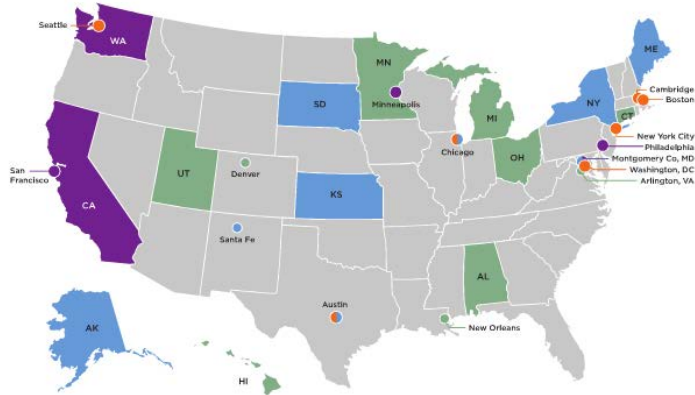 Seattle
WA
MN
ME
SD
Minneapolis
MI
NY
Cambridge
Boston
CT
New York City
Philadelphia
Montgomery Co, MD
Washington, DC
Arlington, VA
Chicago
OH
San
Francisco
UT
Denver
KS
CA
Santa Fe
AL
Austin
New Orleans
AK
HI